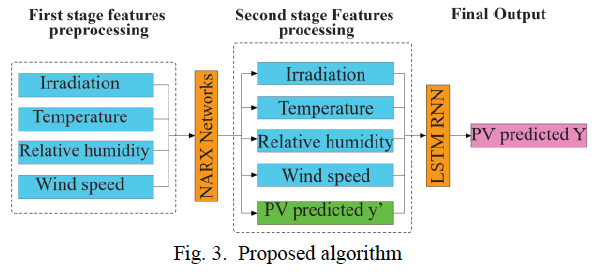 First stage features
preprocessing
Irradiation
Temperature
Relative humidity
Wind speed
NARX Networks
Second stage Features
processing
Irradiation
Temperature
Relative humidity
Wind speed
PV predicted y’
LSTM RNN
Final Output
PV predicted Y
Fig. 3. Proposed algorithm